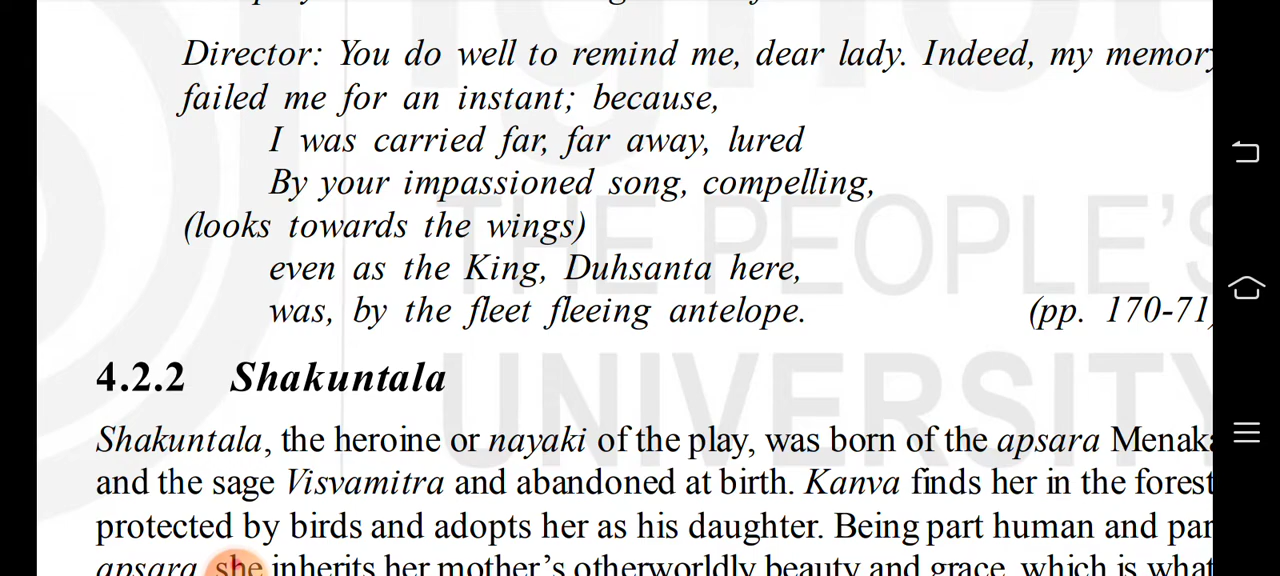 Director: You do well to remind me, dear lady. Indeed, my memory
failed me for an instant; because,
I was carried far, far away, lured
By your impassioned song, compelling,
(looks towards the wings)
even as the King, Duhsanta here,
was, by the fleet fleeing antelope. (pp. 170-71)
4.2.2 Shakuntala
Shakuntala, the heroine or nayaki of the play, was born of the apsara Menaka
and the sage Visvamitra and abandoned at birth. Kanva finds her in the forest
protected by birds and adopts her as his daughter. Being part human and par
apsara she inherits her mother's otherworldly beauty and grace, which is what
THE PEOPLE'S
UNIVERSITY